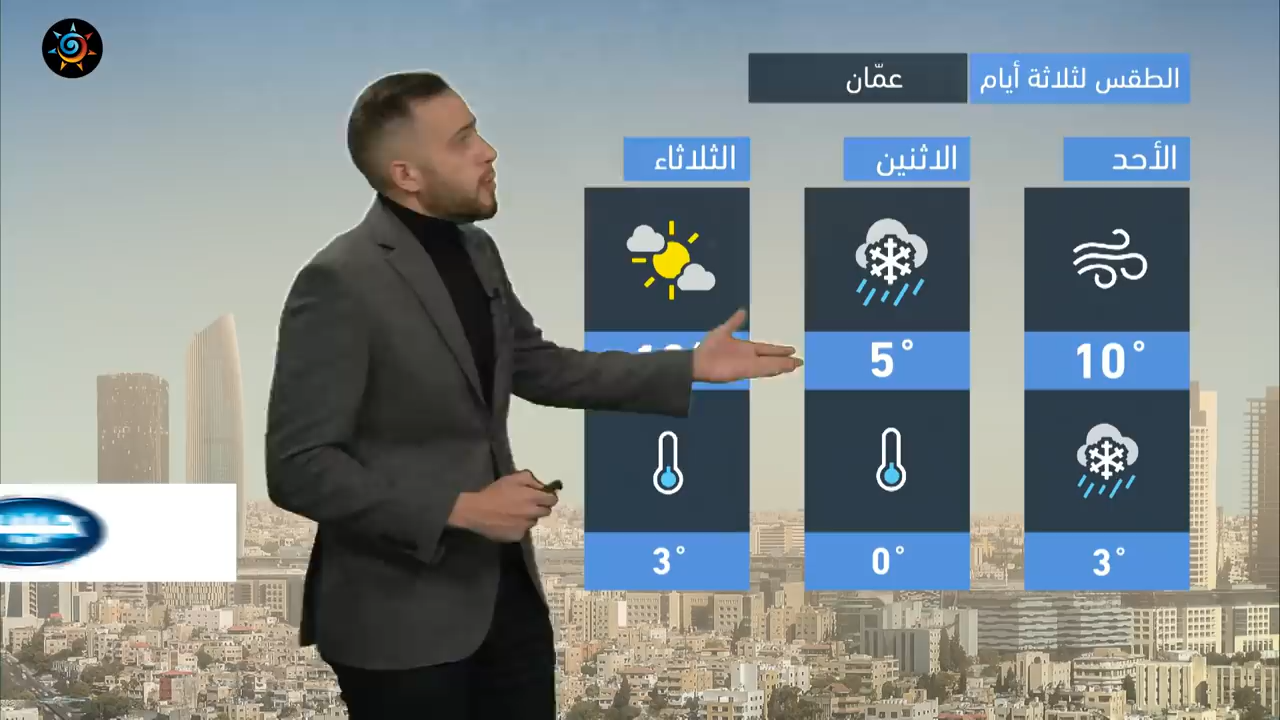 الطقس لثلاثة أيام
عمّان
الأحد
الاثنين
الثلاثاء
10°
5°
3°
0°
3°